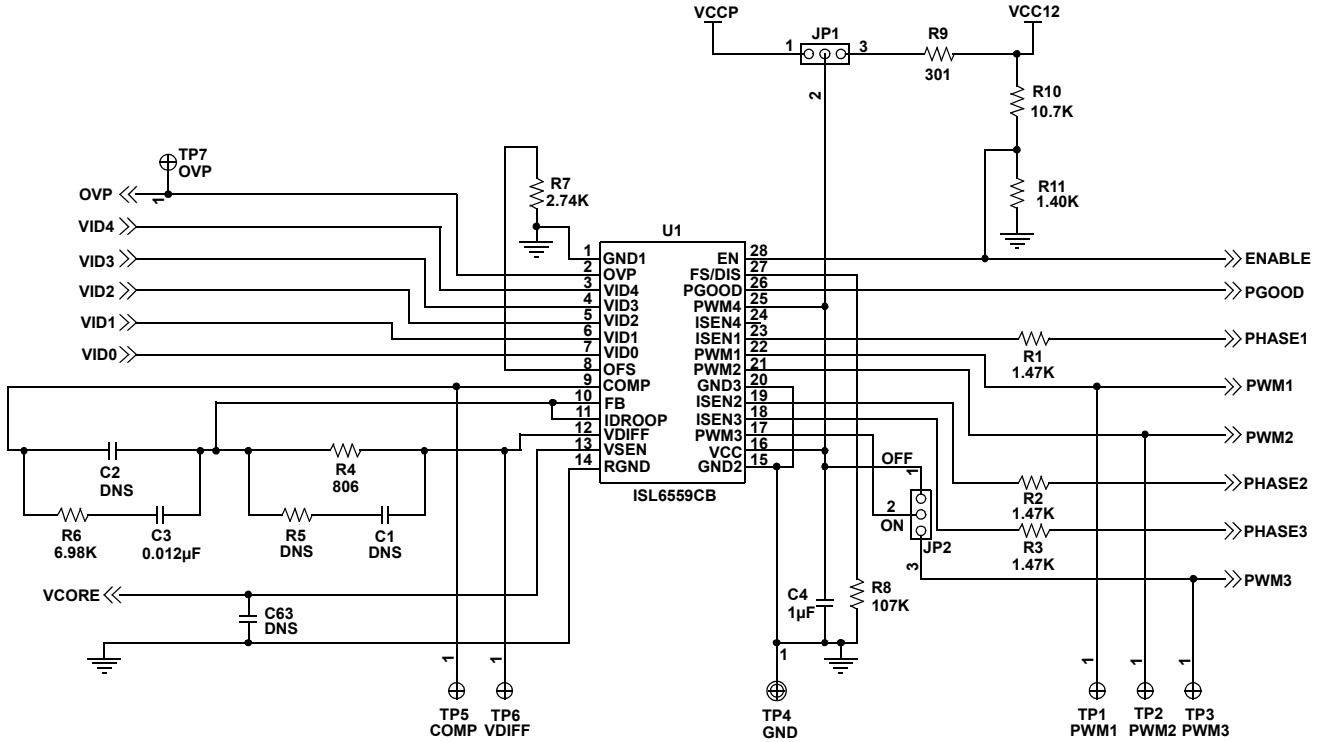 VCCP
VCC12
JP1
1
3
2
R9
301
R10
10.7K
R11
1.40K
TP7
OVP
1
OVP
VID4
VID3
VID2
VID1
VID0
R7
2.74K
U1
1 GND1
2 OVP
3 VID4
4 VID3
5 VID2
6 VID1
7 VID0
8 OFS
9 COMP
10 FB
11 IDROOP
12 VDIFF
13 VSEN
14 RGND
EN 28
FS/DIS 27
PGOOD 26
PWM4 25
ISEN4 24
ISEN1 23
PWM1 22
PWM2 21
GND3 20
ISEN2 19
ISEN3 18
PWM3 17
VCC 16
GND2 15
ISL6559CB
ENABLE
PGOOD
PHASE1
R1
1.47K
PWM1
PWM2
PHASE2
R2
1.47K
PHASE3
R3
1.47K
PWM3
OFF
1
2
ON
JP2
3
C2
DNS
R6
6.98K
C3
0.012µF
R4
806
R5
DNS
C1
DNS
VCORE
C63
DNS
C4
1µF
R8
107K
1
TP5
COMP
1
TP6
VDIFF
1
TP4
GND
1
TP1
PWM1
1
TP2
PWM2
1
TP3
PWM3